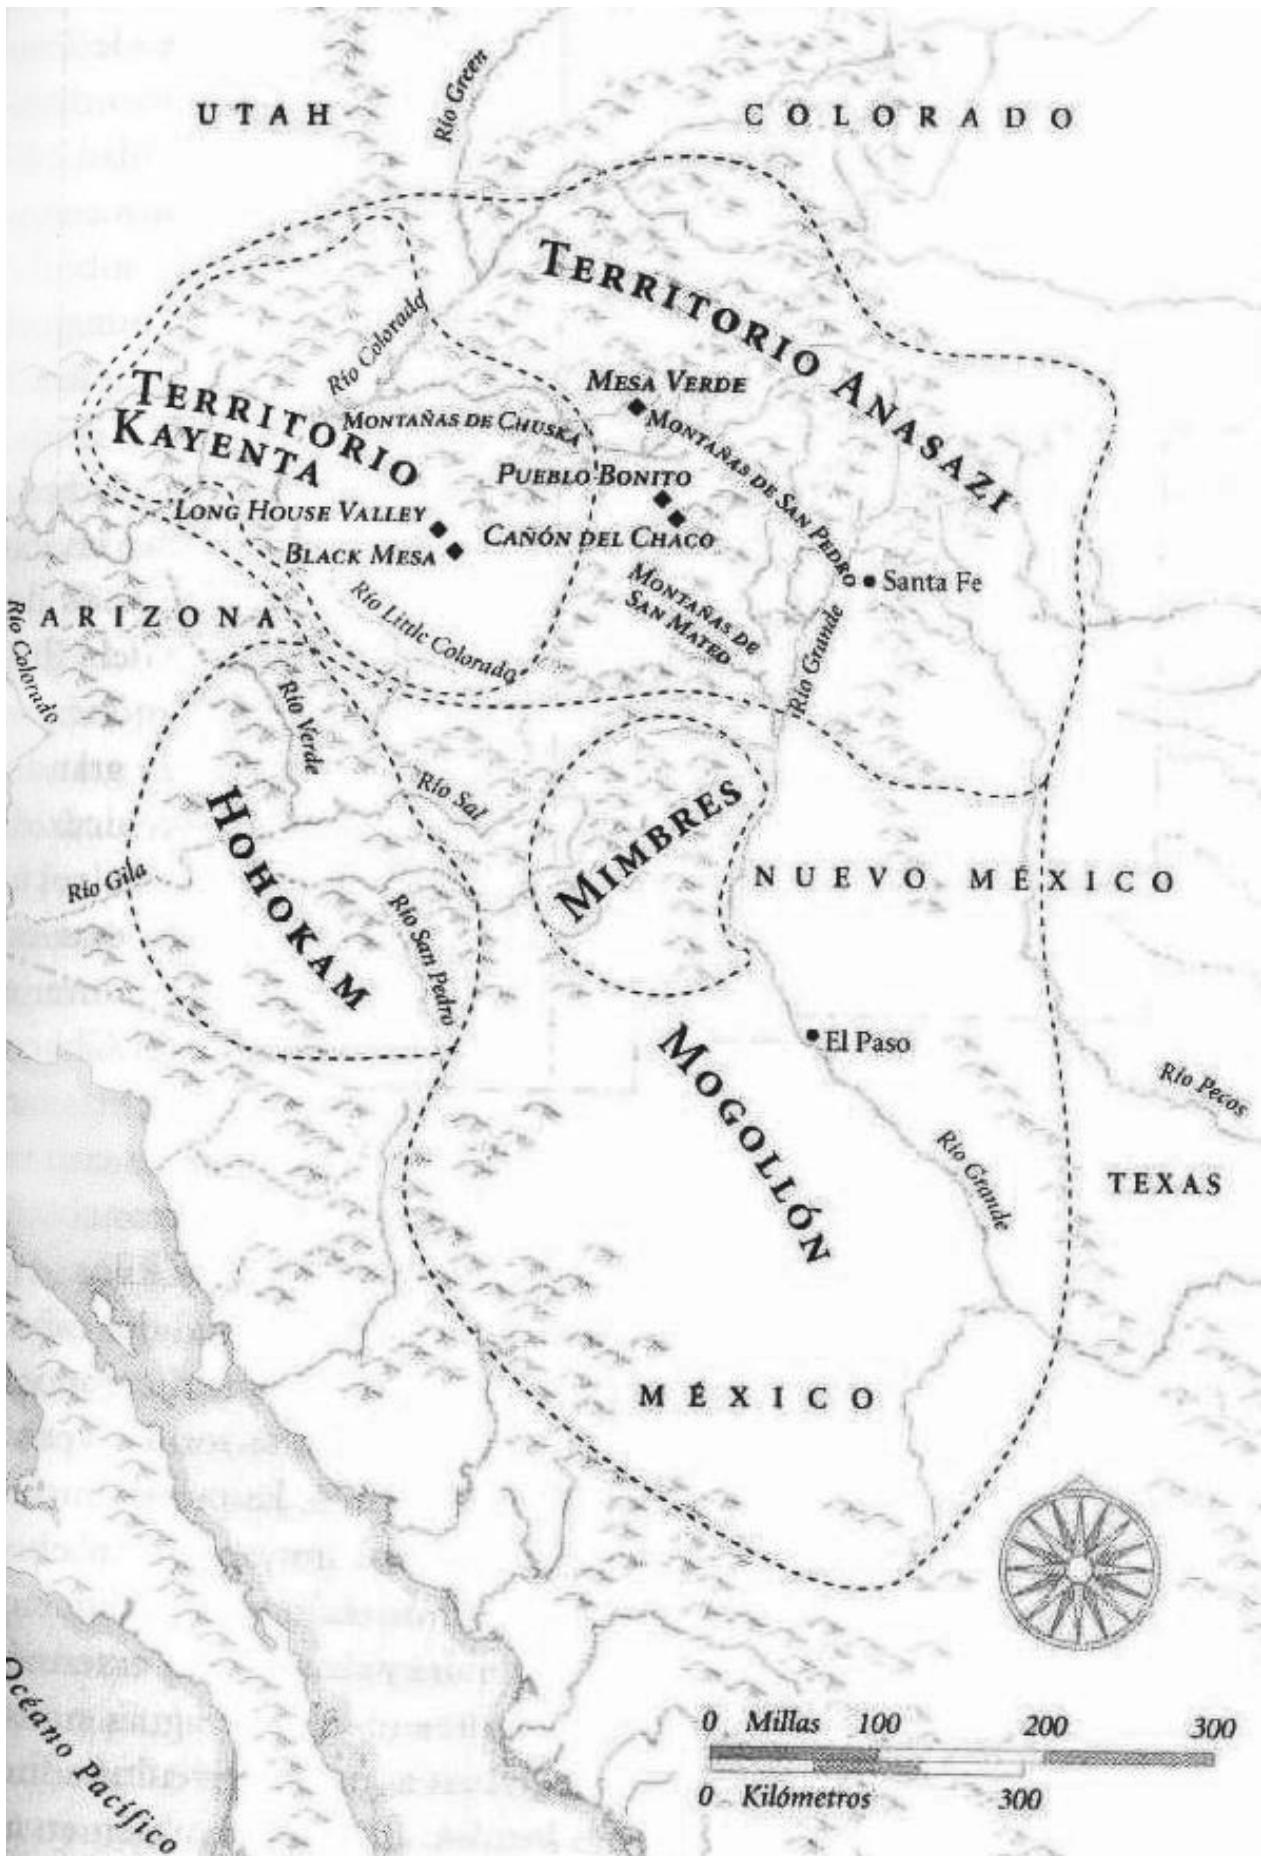 Río Green
UTAH
COLORADO
TERRITORIO ANASAZI
Río Colorado
MESA VERDE
TERRITORIO
KAYENTA
MONTAÑAS DE CHUSKA
MONTAÑAS DE SAN PEDRO
PUEBLO BONITO
LONG HOUSE VALLEY
CAÑÓN DEL CHACO
BLACK MESA
Santa Fe
MONTAÑAS DE
SAN MATEO
Río Little Colorado
ARIZONA
Río Colorado
Río Grande
Río Verde
Río Sal
HOHOKAM
MIMBRES
Río Gila
NUEVO MÉXICO
Río San Pedro
El Paso
MOGOLLÓN
Río Pecos
Río Grande
TEXAS
MÉXICO
Océano Pacífico
0 Millas 100 200 300
0 Kilómetros 300